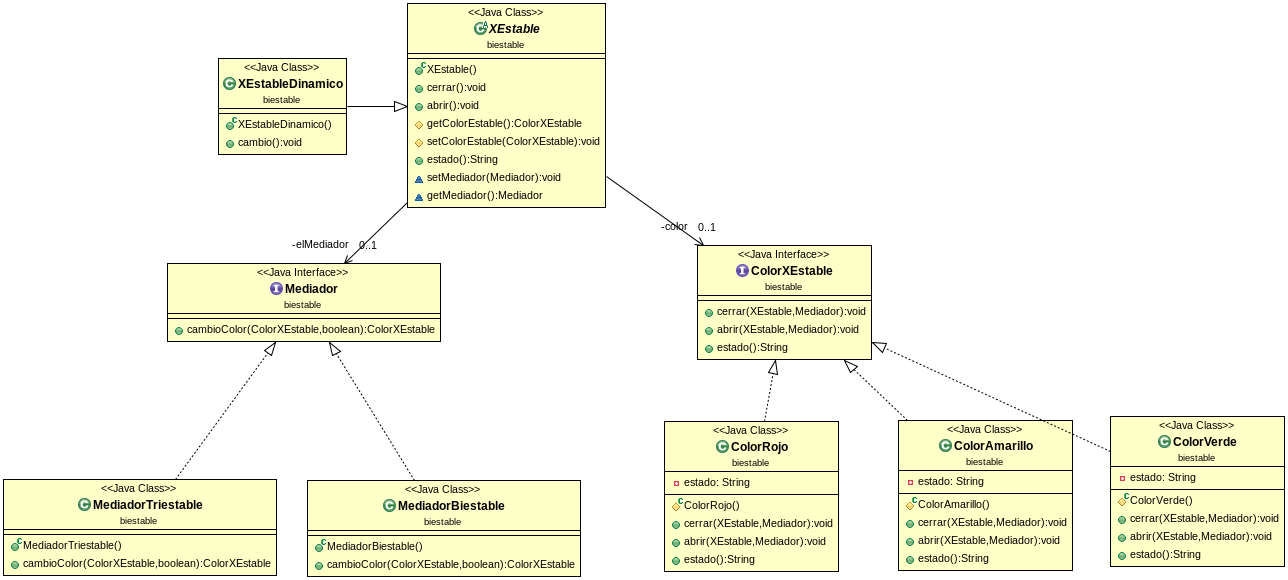 <<Java Class>>
XEstable
biestable
XEstable()
cerrar():void
abrir():void
getColorEstable():ColorXEstable
setColorEstable(ColorXEstable):void
estado():String
setMediador(Mediador):void
getMediador():Mediador
<<Java Class>>
XEstableDinamico
biestable
XEstableDinamico()
cambio():void
-elMediador 0..1
-color 0..1
<<Java Interface>>
Mediador
biestable
cambioColor(ColorXEstable,boolean):ColorXEstable
<<Java Interface>>
ColorXEstable
biestable
cerrar(XEstable,Mediador):void
abrir(XEstable,Mediador):void
estado():String
<<Java Class>>
MediadorTriestable
biestable
MediadorTriestable()
cambioColor(ColorXEstable,boolean):ColorXEstable
<<Java Class>>
MediadorBiestable
biestable
MediadorBiestable()
cambioColor(ColorXEstable,boolean):ColorXEstable
<<Java Class>>
ColorRojo
biestable
estado: String
ColorRojo()
cerrar(XEstable,Mediador):void
abrir(XEstable,Mediador):void
estado():String
<<Java Class>>
ColorAmarillo
biestable
estado: String
ColorAmarillo()
cerrar(XEstable,Mediador):void
abrir(XEstable,Mediador):void
estado():String
<<Java Class>>
ColorVerde
biestable
estado: String
ColorVerde()
cerrar(XEstable,Mediador):void
abrir(XEstable,Mediador):void
estado():String